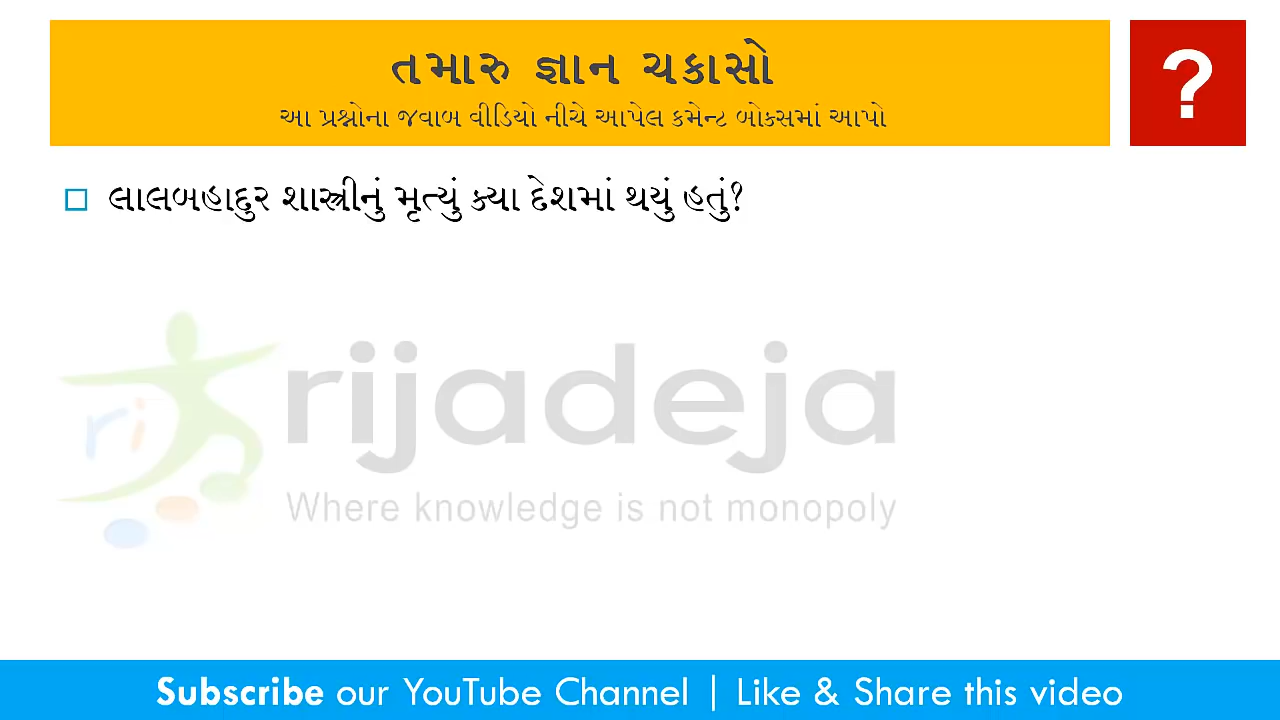 તમારુ જ્ઞાન ચકાસો
?
આ પ્રશ્નોના જવાબ વીડિયો નીચે આપેલ કમેન્ટ બોક્સમાં આપો
લાલબહાદુર શાસ્ત્રીનું મૃત્યું ક્યા દેશમાં થયું હતું?
ri
rijadeja
Where knowledge is not monopoly
Subscribe our YouTube Channel | Like & Share this video